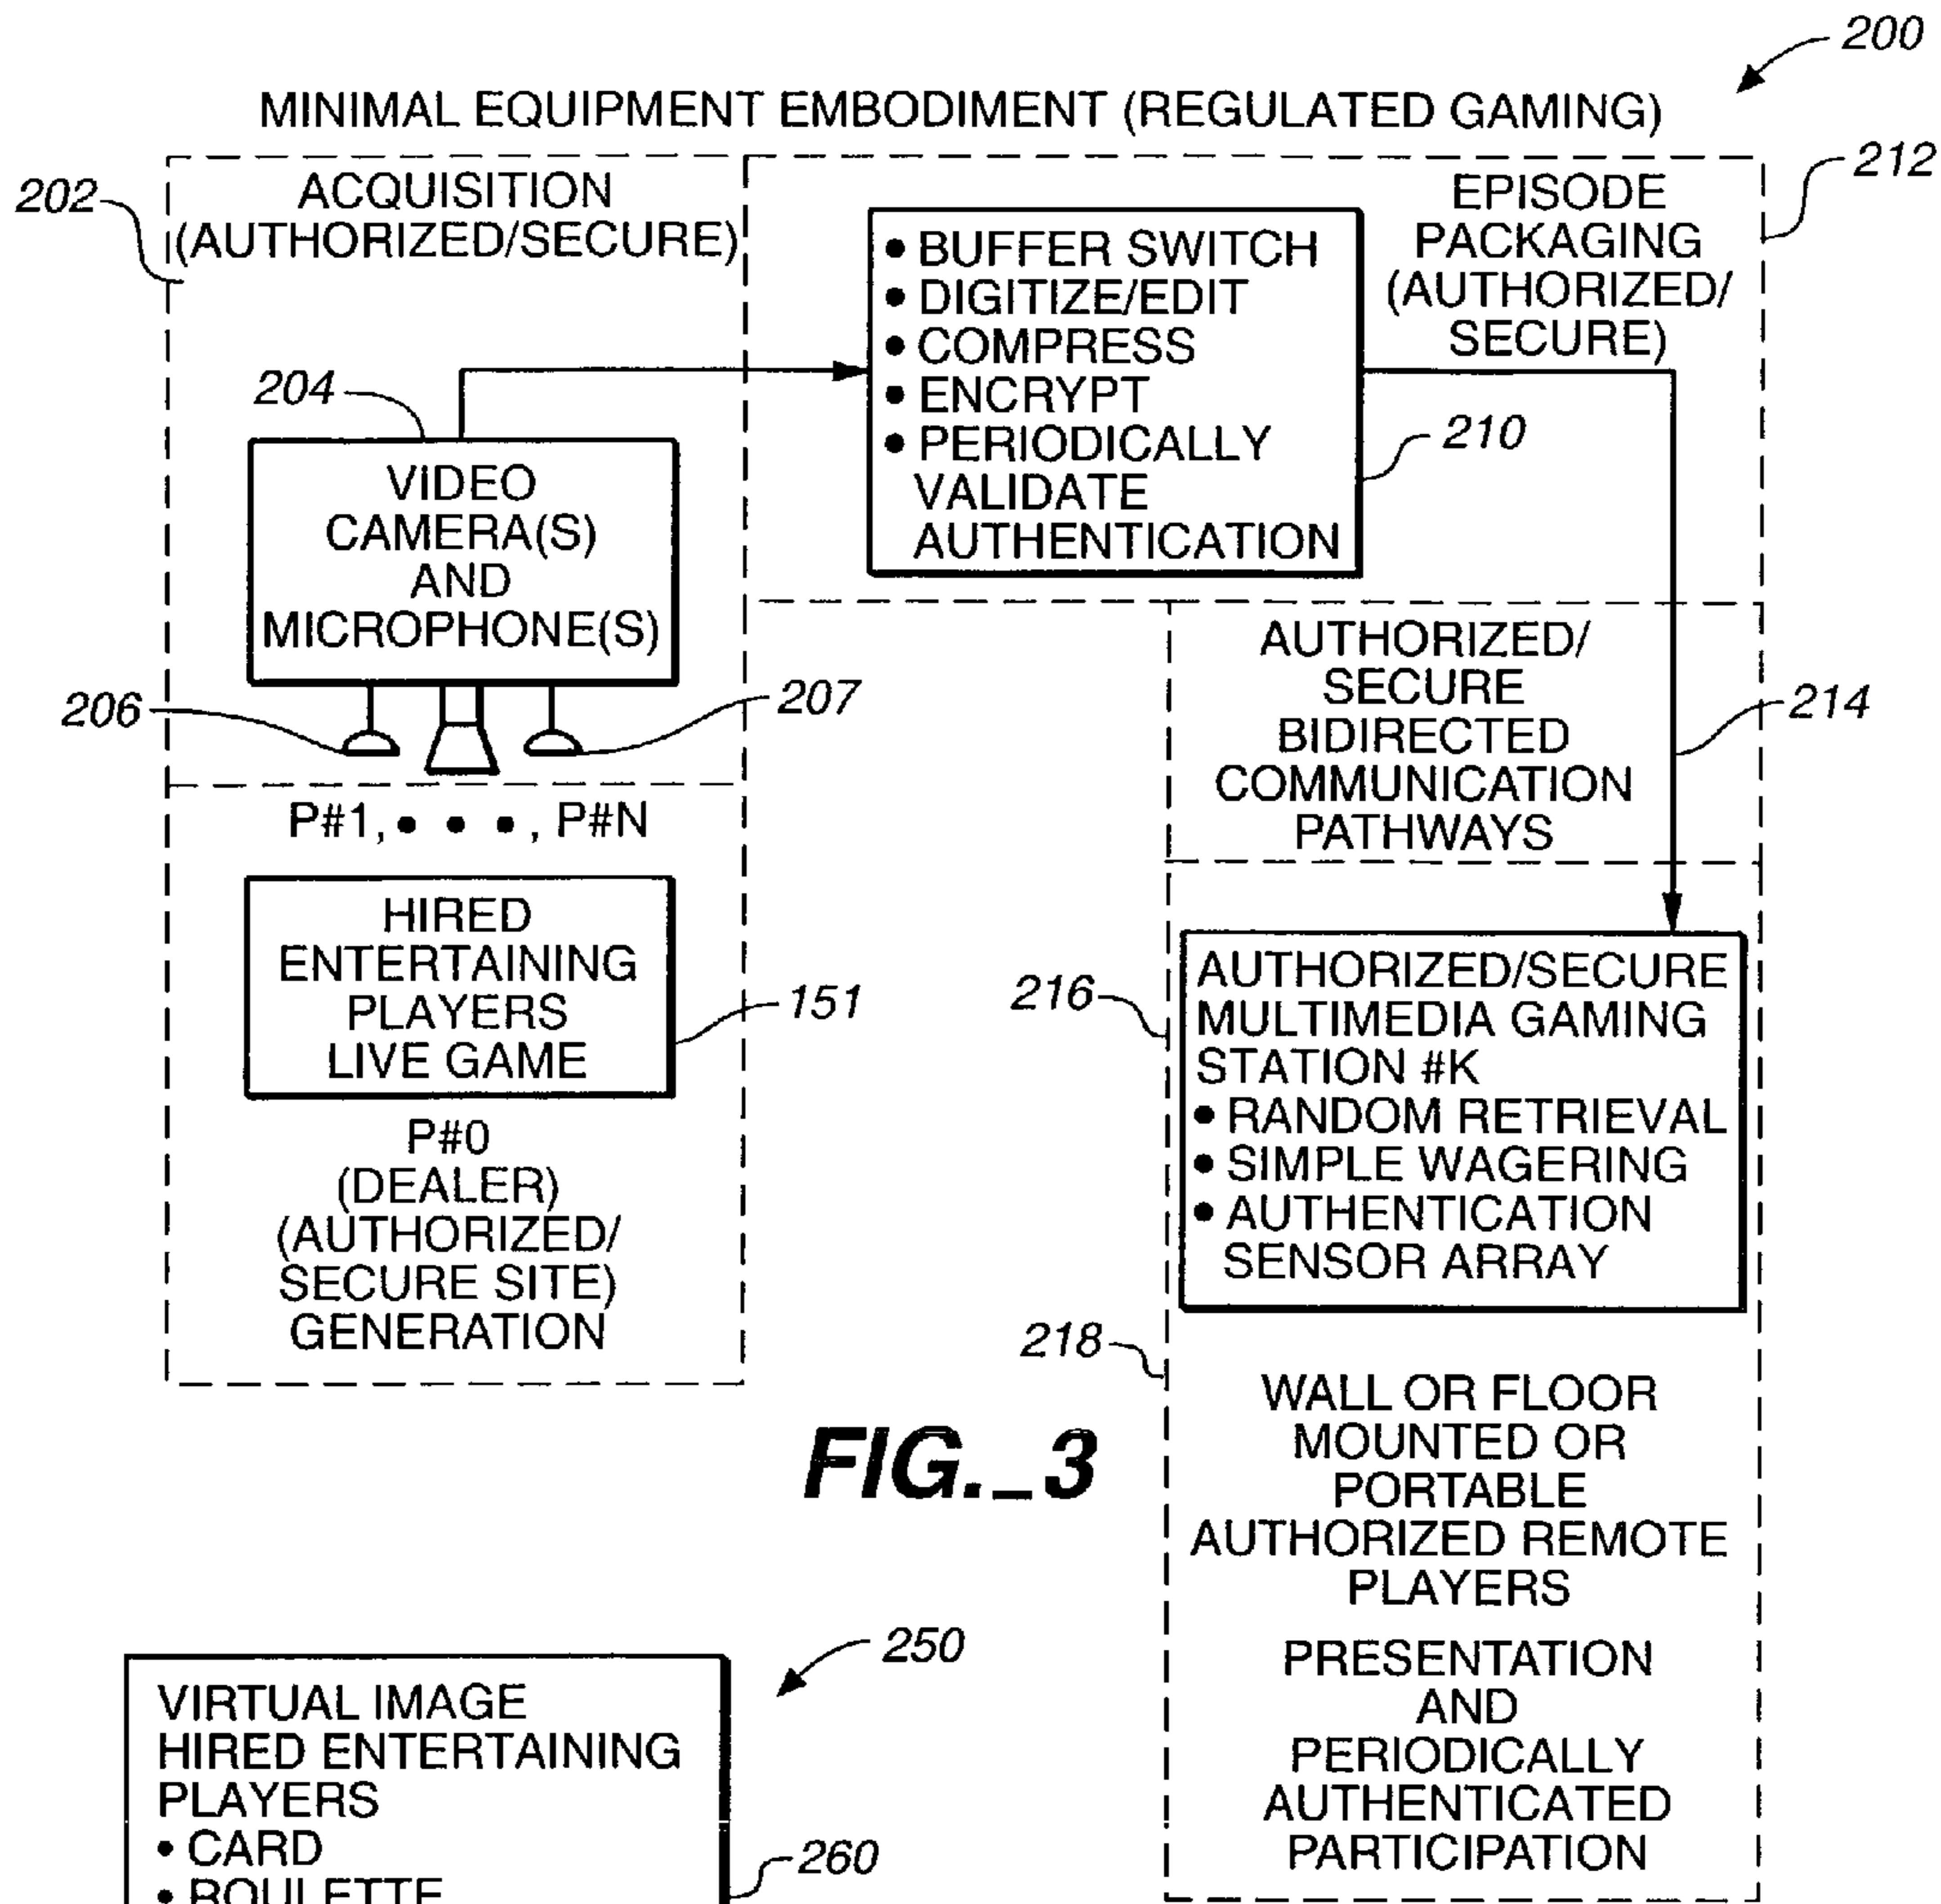 200
MINIMAL EQUIPMENT EMBODIMENT (REGULATED GAMING)
212
202
ACQUISITION
(AUTHORIZED/SECURE)
EPISODE
PACKAGING
(AUTHORIZED/
SECURE)
• BUFFER SWITCH
• DIGITIZE/EDIT
• COMPRESS
• ENCRYPT
• PERIODICALLY
VALIDATE
AUTHENTICATION
210
204
VIDEO
CAMERA(S)
AND
MICROPHONE(S)
206
207
AUTHORIZED/
SECURE
BIDIRECTED
COMMUNICATION
PATHWAYS
214
P#1, • • • , P#N
HIRED
ENTERTAINING
PLAYERS
LIVE GAME
151
P#0
(DEALER)
(AUTHORIZED/
SECURE SITE)
GENERATION
216
AUTHORIZED/SECURE
MULTIMEDIA GAMING
STATION #K
• RANDOM RETRIEVAL
• SIMPLE WAGERING
• AUTHENTICATION
SENSOR ARRAY
218
WALL OR FLOOR
MOUNTED OR
PORTABLE
AUTHORIZED REMOTE
PLAYERS
PRESENTATION
AND
PERIODICALLY
AUTHENTICATED
PARTICIPATION
FIG._3
250
VIRTUAL IMAGE
HIRED ENTERTAINING
PLAYERS
• CARD
• ROULETTE
260